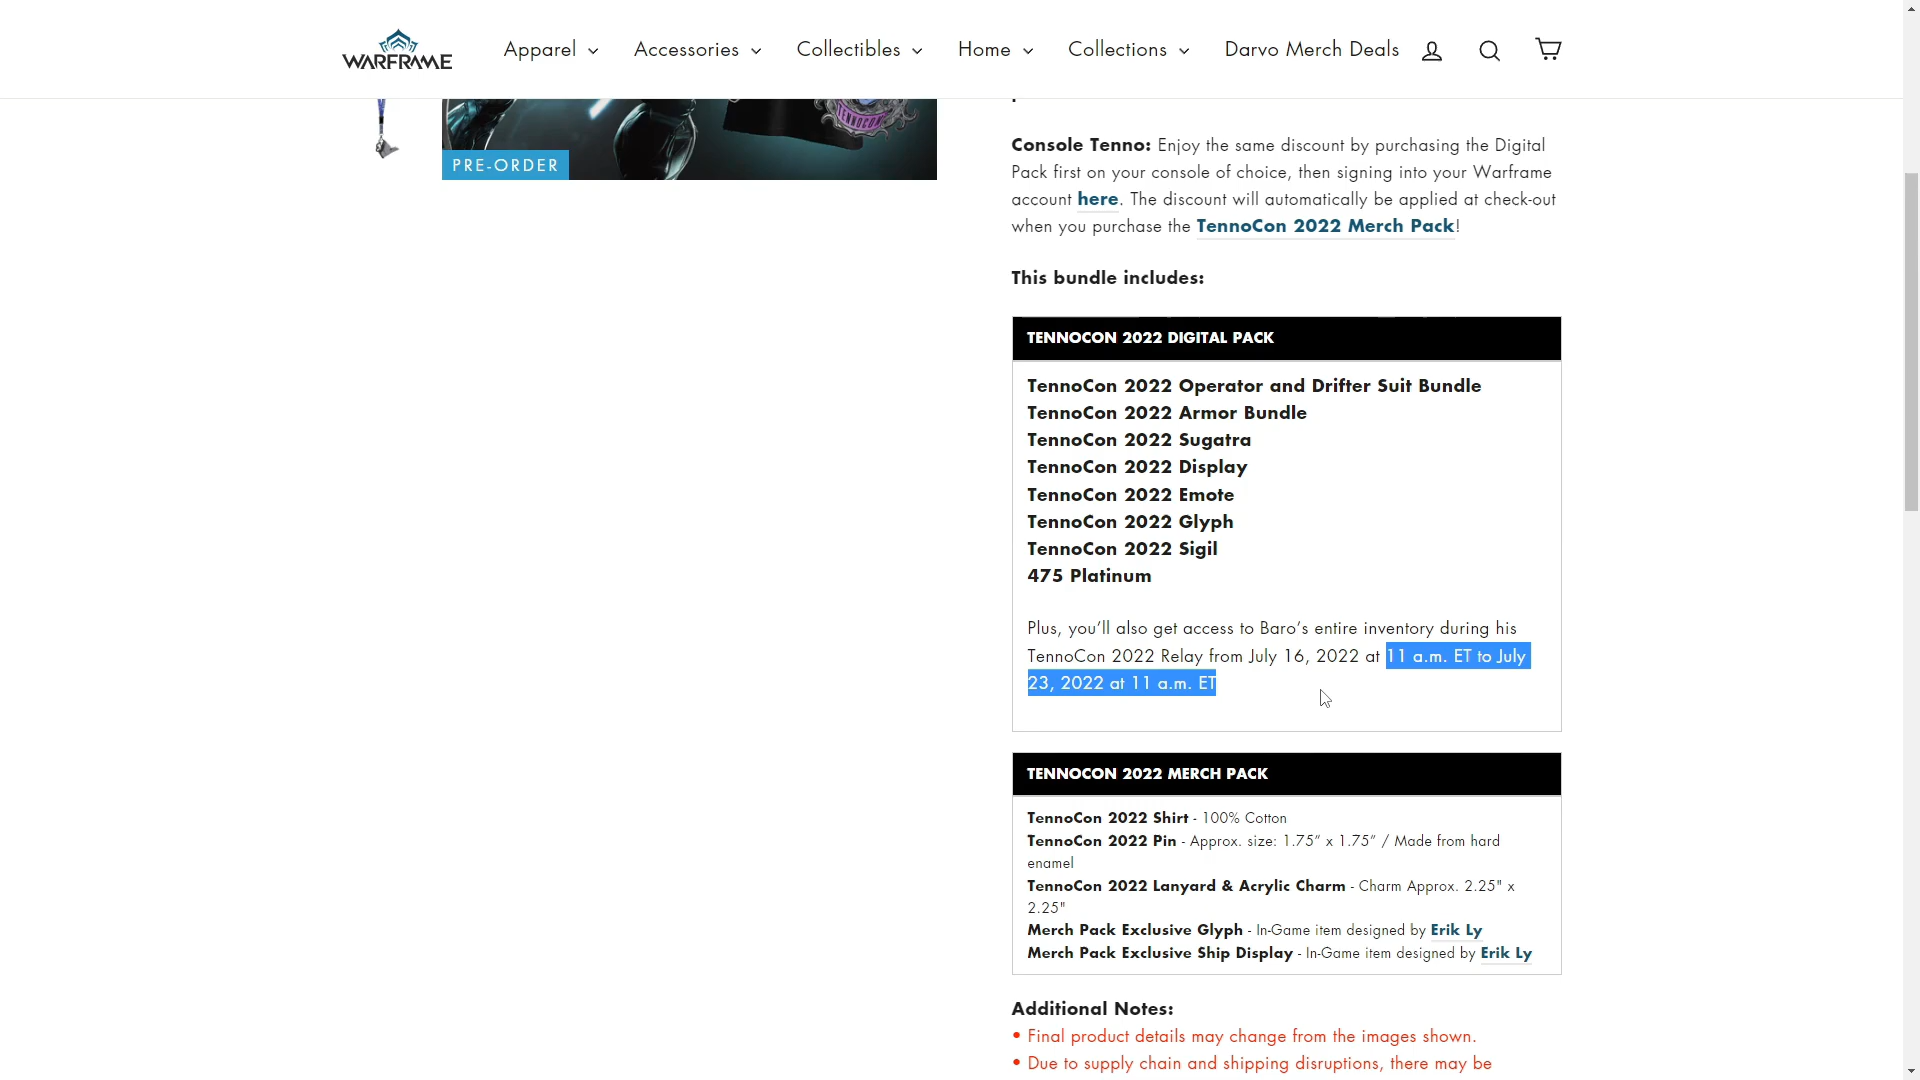 WARFRAME
Apparel
Accessories
Collectibles
Home
Collections
Darvo Merch Deals
TENNOCON
PRE-ORDER
Console Tenno: Enjoy the same discount by purchasing the Digital
Pack first on your console of choice, then signing into your Warframe
account here. The discount will automatically be applied at check-out
when you purchase the TennoCon 2022 Merch Pack!
This bundle includes:
TENNOCON 2022 DIGITAL PACK
TennoCon 2022 Operator and Drifter Suit Bundle
TennoCon 2022 Armor Bundle
TennoCon 2022 Sugatra
TennoCon 2022 Display
TennoCon 2022 Emote
TennoCon 2022 Glyph
TennoCon 2022 Sigil
475 Platinum
Plus, you’ll also get access to Baro’s entire inventory during his
TennoCon 2022 Relay from July 16, 2022 at 11 a.m. ET to July
23, 2022 at 11 a.m. ET
TENNOCON 2022 MERCH PACK
TennoCon 2022 Shirt - 100% Cotton
TennoCon 2022 Pin - Approx. size: 1.75” x 1.75” / Made from hard
enamel
TennoCon 2022 Lanyard & Acrylic Charm - Charm Approx. 2.25" x
2.25"
Merch Pack Exclusive Glyph - In-Game item designed by Erik Ly
Merch Pack Exclusive Ship Display - In-Game item designed by Erik Ly
Additional Notes:
• Final product details may change from the images shown.
• Due to supply chain and shipping disruptions, there may be